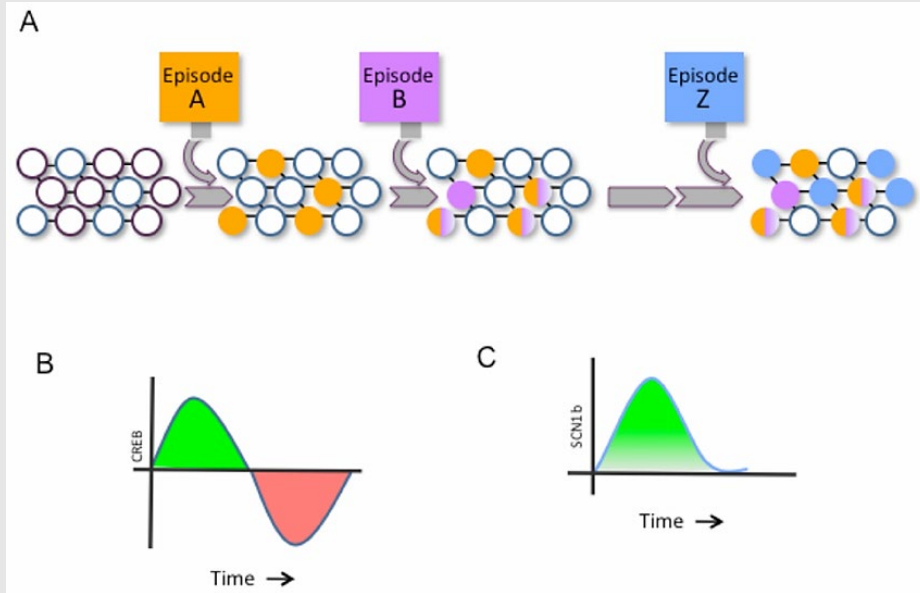 A
Episode
A
Episode
B
Episode
Z
B
CREB
Time →
C
SCN1b
Time →